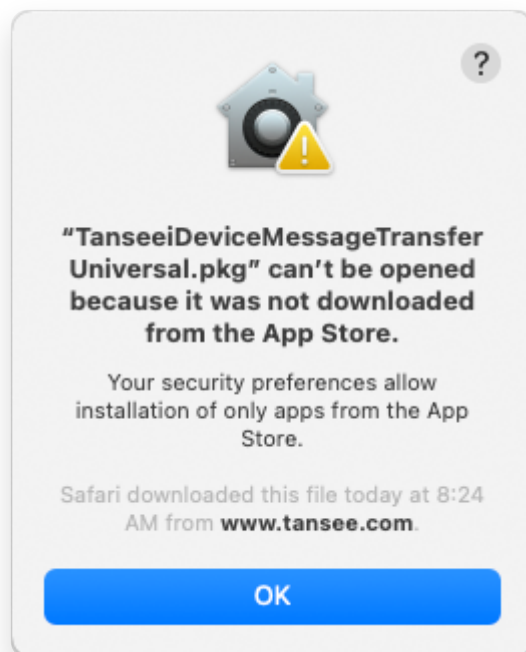 ?
“TanseeiDeviceMessageTransfer
Universal.pkg” can’t be opened
because it was not downloaded
from the App Store.
Your security preferences allow
installation of only apps from the App
Store.
Safari downloaded this file today at 8:24
AM from www.tansee.com.
OK